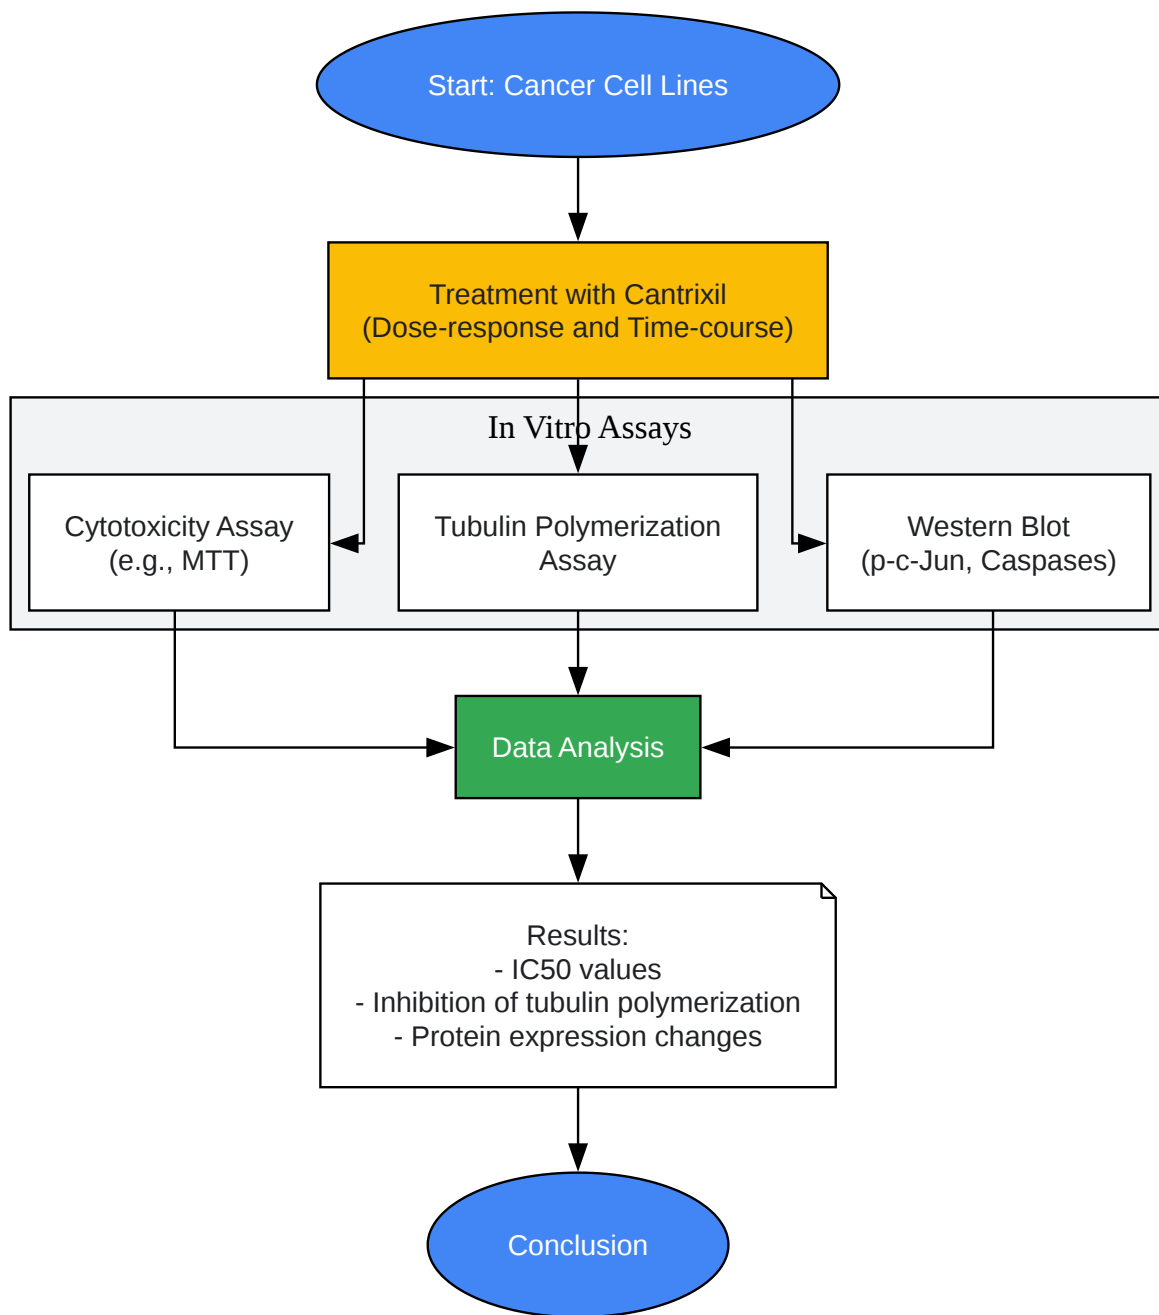 Start: Cancer Cell Lines
Treatment with Cantrixil
(Dose-response and Time-course)
In Vitro Assays
Cytotoxicity Assay
(e.g., MTT)
Tubulin Polymerization
Assay
Western Blot
(p-c-Jun, Caspases)
Data Analysis
Results:
- IC50 values
- Inhibition of tubulin polymerization
- Protein expression changes
Conclusion